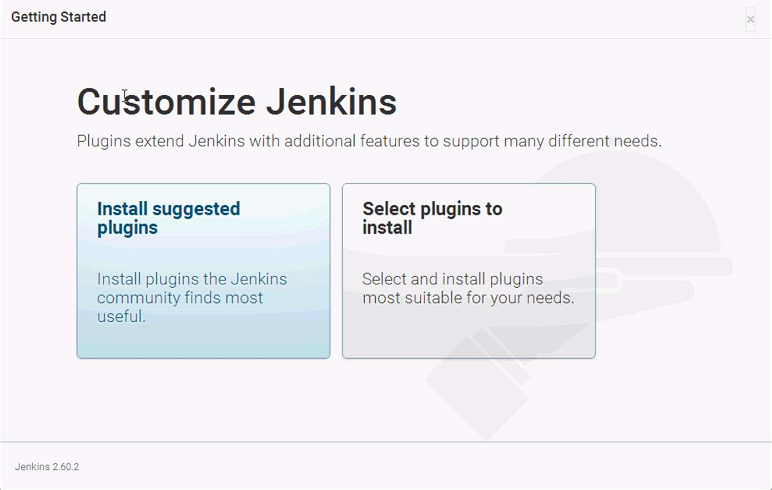 Getting Started
×
Customize Jenkins
Plugins extend Jenkins with additional features to support many different needs.
Install suggested
plugins
Install plugins the Jenkins
community finds most
useful.
Select plugins to
install
Select and install plugins
most suitable for your needs.
Jenkins 2.60.2